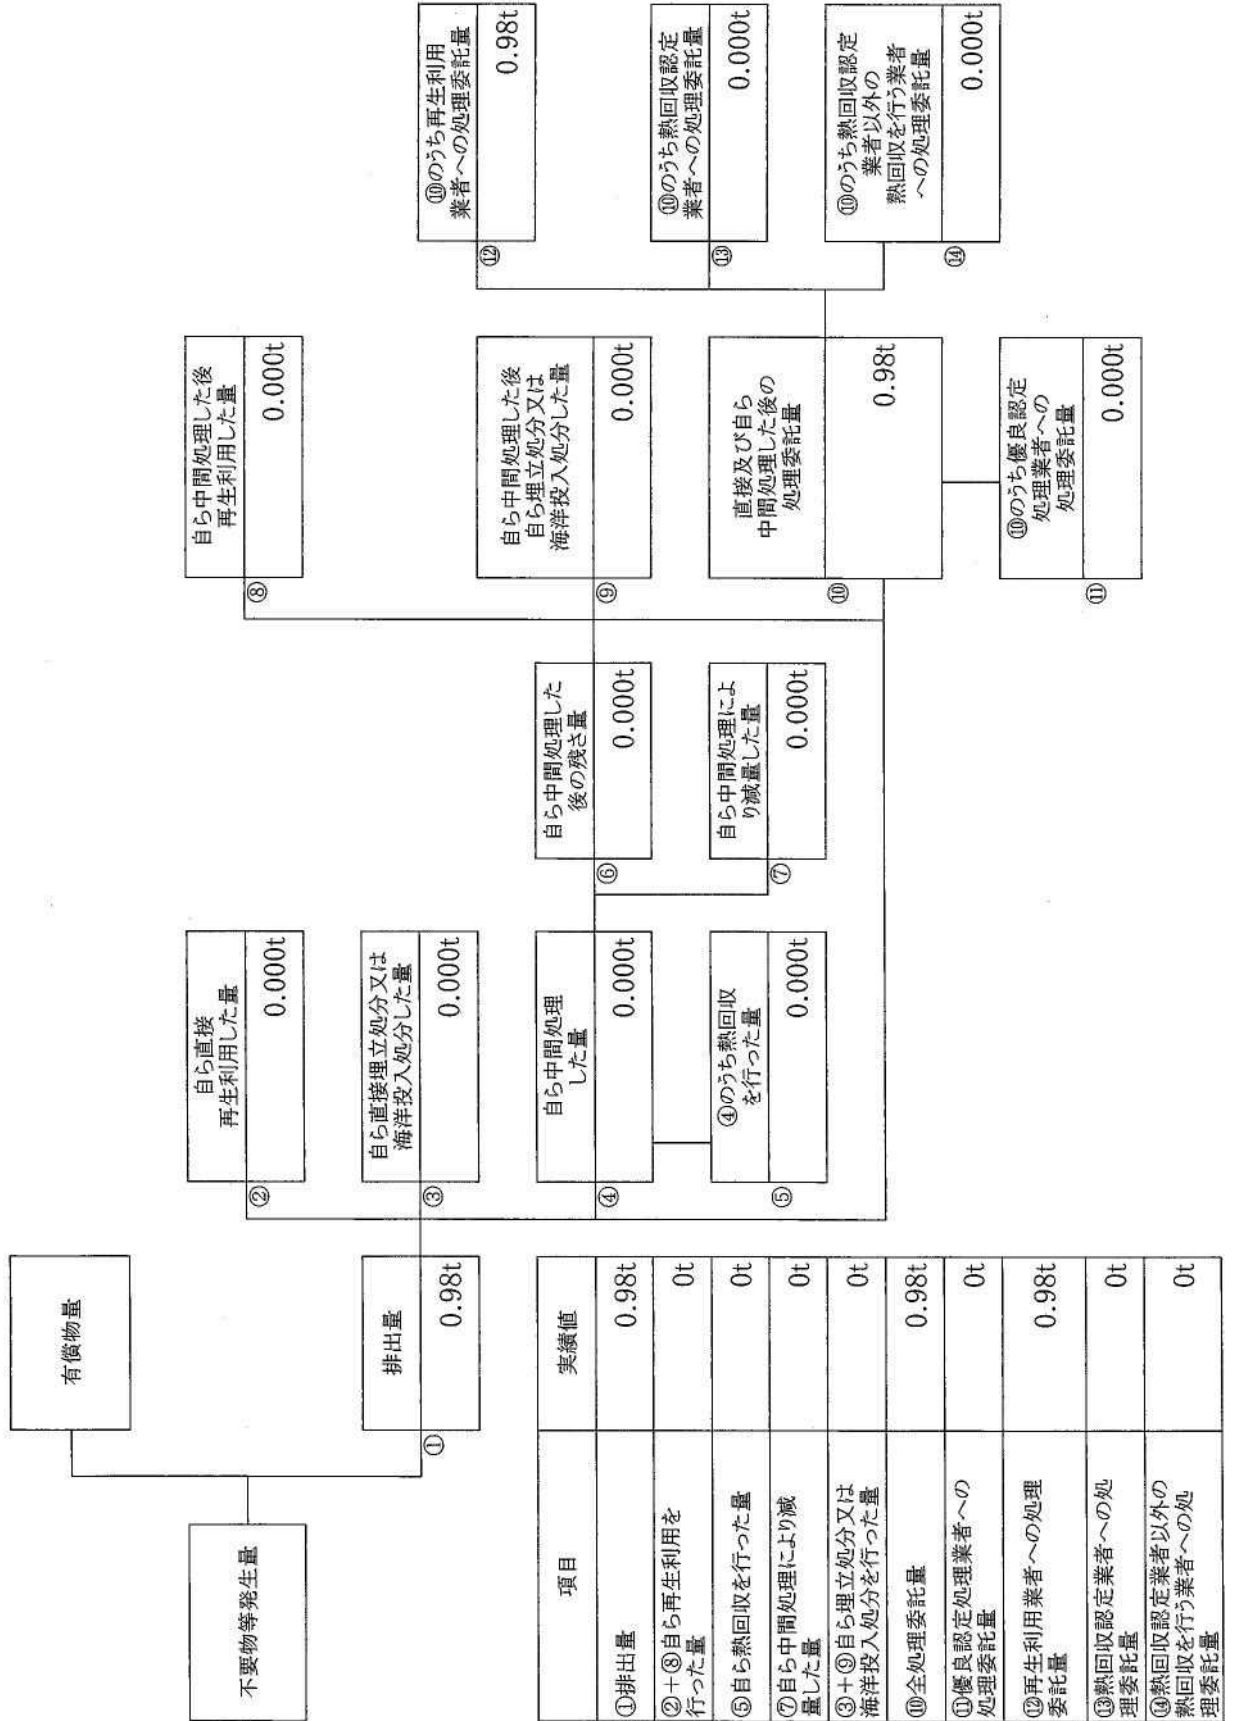 有償物量
不要物等発生量
排出量
①
0.98t
自ら直接
再生利用した量
②
0.000t
自ら直接埋立処分又は
海洋投入処分した量
③
0.000t
自ら中間処理
した量
④
0.000t
④のうち熱回収
を行った量
⑤
0.000t
自ら中間処理した
後の残さ量
⑥
0.000t
自ら中間処理によ
り減量した量
⑦
0.000t
自ら中間処理した後
再生利用した量
⑧
0.000t
自ら中間処理した後
自ら埋立処分又は
海洋投入処分した量
⑨
0.000t
直接及び自ら
中間処理した後の
処理委託量
⑩
0.98t
⑩のうち優良認定
処理業者への
処理委託量
⑪
0.000t
⑩のうち再生利用
業者への処理委託量
⑫
0.98t
⑩のうち熱回収認定
業者への処理委託量
⑬
0.000t
⑩のうち熱回収認定
業者以外の
熱回収を行う業者
への処理委託量
⑭
0.000t
項目 実績値
①排出量 0.98t
②+⑧自ら再生利用を
行った量 0t
⑤自ら熱回収を行った量 0t
⑦自ら中間処理により減
量した量 0t
③+⑨自ら埋立処分又は
海洋投入処分を行った量 0t
⑩全処理委託量 0.98t
⑪優良認定処理業者への
処理委託量 0t
⑫再生利用業者への処理
委託量 0.98t
⑬熱回収認定業者への処
理委託量 0t
⑭熱回収認定業者以外の
熱回収を行う業者への処
理委託量 0t